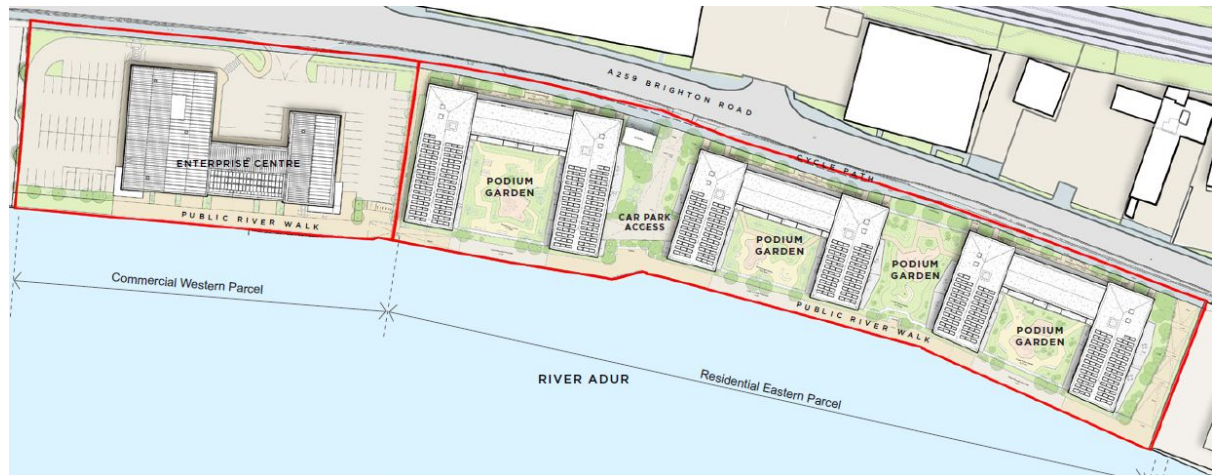 A259 BRIGHTON ROAD
CYCLE PATH
ENTERPRISE CENTRE
PUBLIC RIVER WALK
PODIUM
GARDEN
CAR PARK
ACCESS
PODIUM
GARDEN
PODIUM
GARDEN
PODIUM
GARDEN
PUBLIC RIVER WALK
Commercial Western Parcel
RIVER ADUR
Residential Eastern Parcel